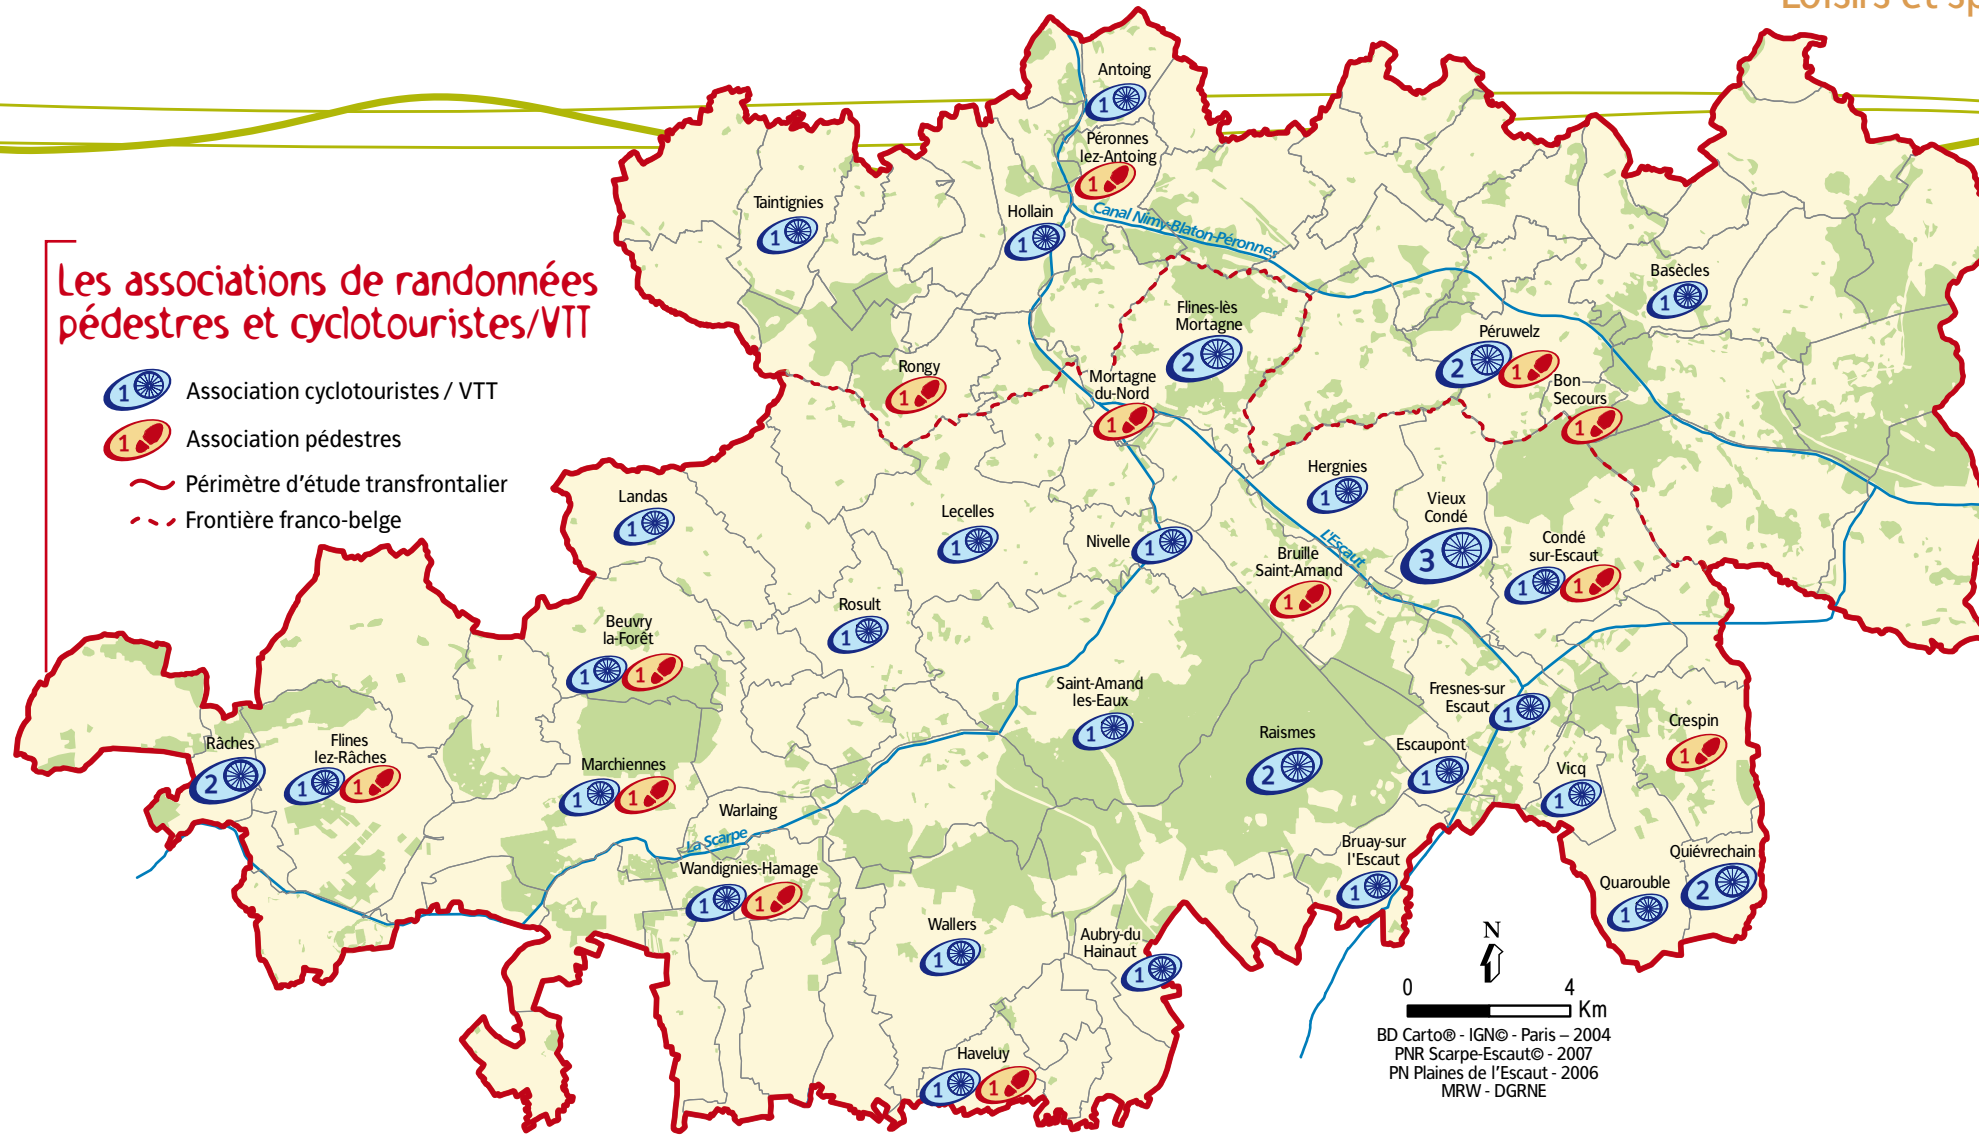 Loisirs et sp
Antoing
1
Péronnes
lez-Antoing
1
Taintignies
1
Hollain
1
Canal Nimy-Blaton-Péronnes
Les associations de randonnées
pédestres et cyclotouristes/VTT
1 Association cyclotouristes / VTT
1 Association pédestres
Périmètre d'étude transfrontalier
Frontière franco-belge
Basècles
1
Flines-lès
Mortagne
2
Péruwelz
2 1
Rongy
1
Mortagne
du-Nord
1
Bon
Secours
1
Hergnies
1
Landas
1
Lecelles
1
Vieux
Condé
3
Nivelle 1
L'Escaut
Bruille
Saint-Amand
1
Condé
sur-Escaut
1 1
Rosult
1
Beuvry
la-Forêt
1 1
Saint-Amand
les-Eaux
1
Fresnes-sur
Escaut
1
Crespin
1
Râches
2
Flines
lez-Râches
1 1
Raismes
2
Escaupont
1
Marchiennes
1 1
Vicq
1
Warlaing
La Scarpe
Bruay-sur
l'Escaut
1
Wandignies-Hamage
1 1
Quiévrechain
2
Quarouble
1
Wallers
1
Aubry-du
Hainaut
1
Haveluy
1 1
N
0 4
Km
BD Carto® - IGN© - Paris – 2004
PNR Scarpe-Escaut© - 2007
PN Plaines de l'Escaut - 2006
MRW - DGRNE